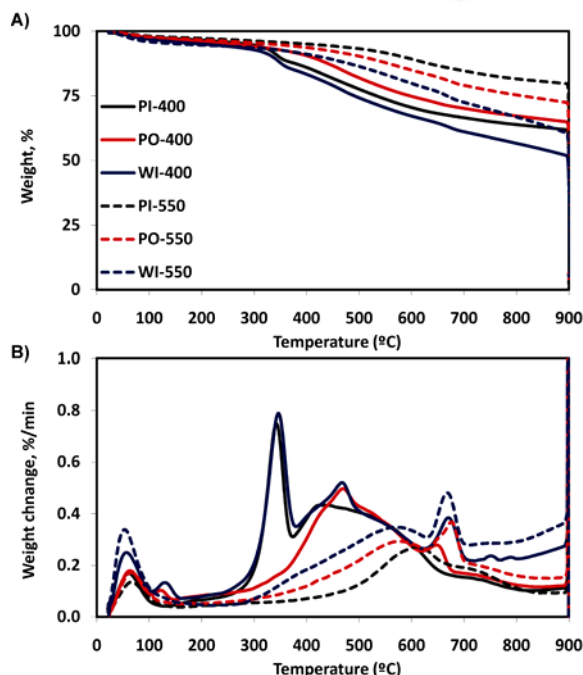 A)
100
75
50
25
0
Weight, %
PI-400
PO-400
WI-400
PI-550
PO-550
WI-550
0 100 200 300 400 500 600 700 800 900
Temperature (ºC)
B)
1.0
0.8
0.6
0.4
0.2
0.0
Weight chnange, %/min
0 100 200 300 400 500 600 700 800 900
Temperature (ºC)